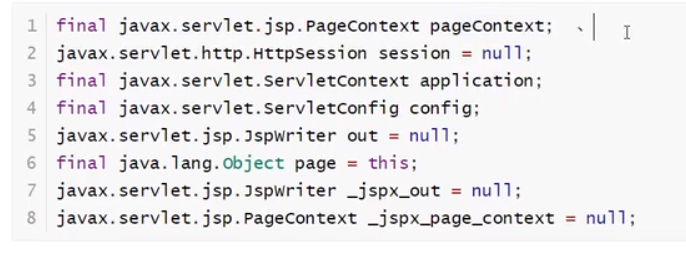 1 final javax.servlet.jsp.PageContext pageContext; 、
2 javax.servlet.http.HttpSession session = null;
3 final javax.servlet.ServletContext application;
4 final javax.servlet.ServletConfig config;
5 javax.servlet.jsp.JspWriter out = null;
6 final java.lang.Object page = this;
7 javax.servlet.jsp.JspWriter _jspx_out = null;
8 javax.servlet.jsp.PageContext _jspx_page_context = null;